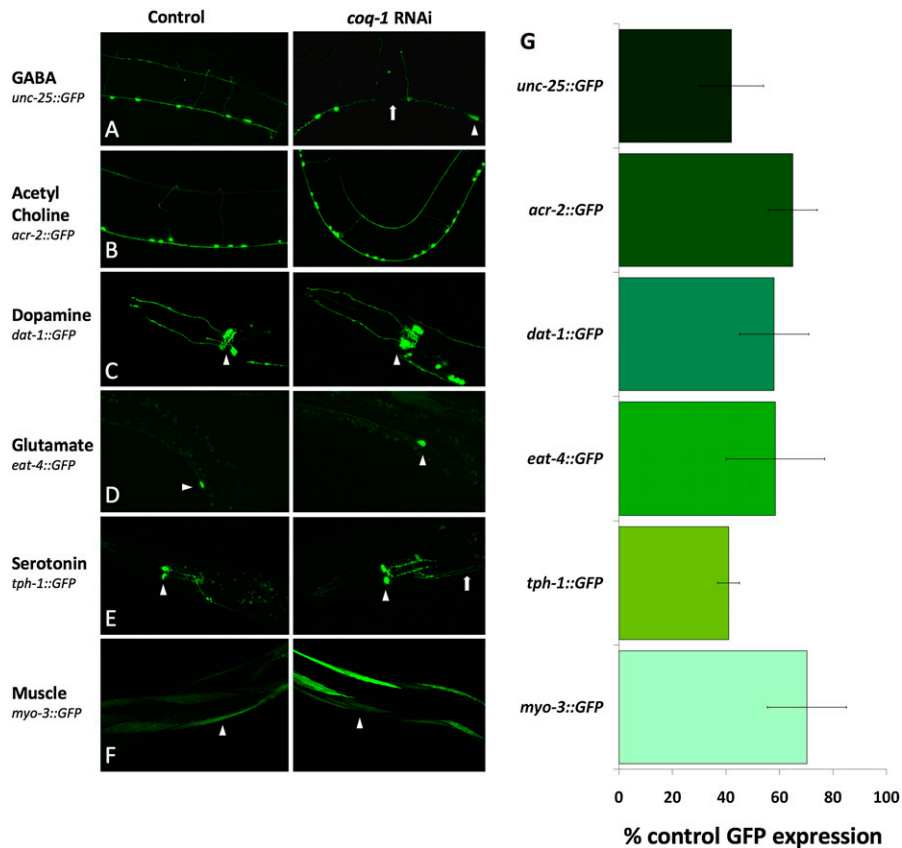 Control
coq-1 RNAi
GABA
unc-25::GFP
A
Acetyl
Choline
acr-2::GFP
B
Dopamine
dat-1::GFP
C
Glutamate
eat-4::GFP
D
Serotonin
tph-1::GFP
E
Muscle
myo-3::GFP
F
G
unc-25::GFP
acr-2::GFP
dat-1::GFP
eat-4::GFP
tph-1::GFP
myo-3::GFP
0 20 40 60 80 100
% control GFP expression